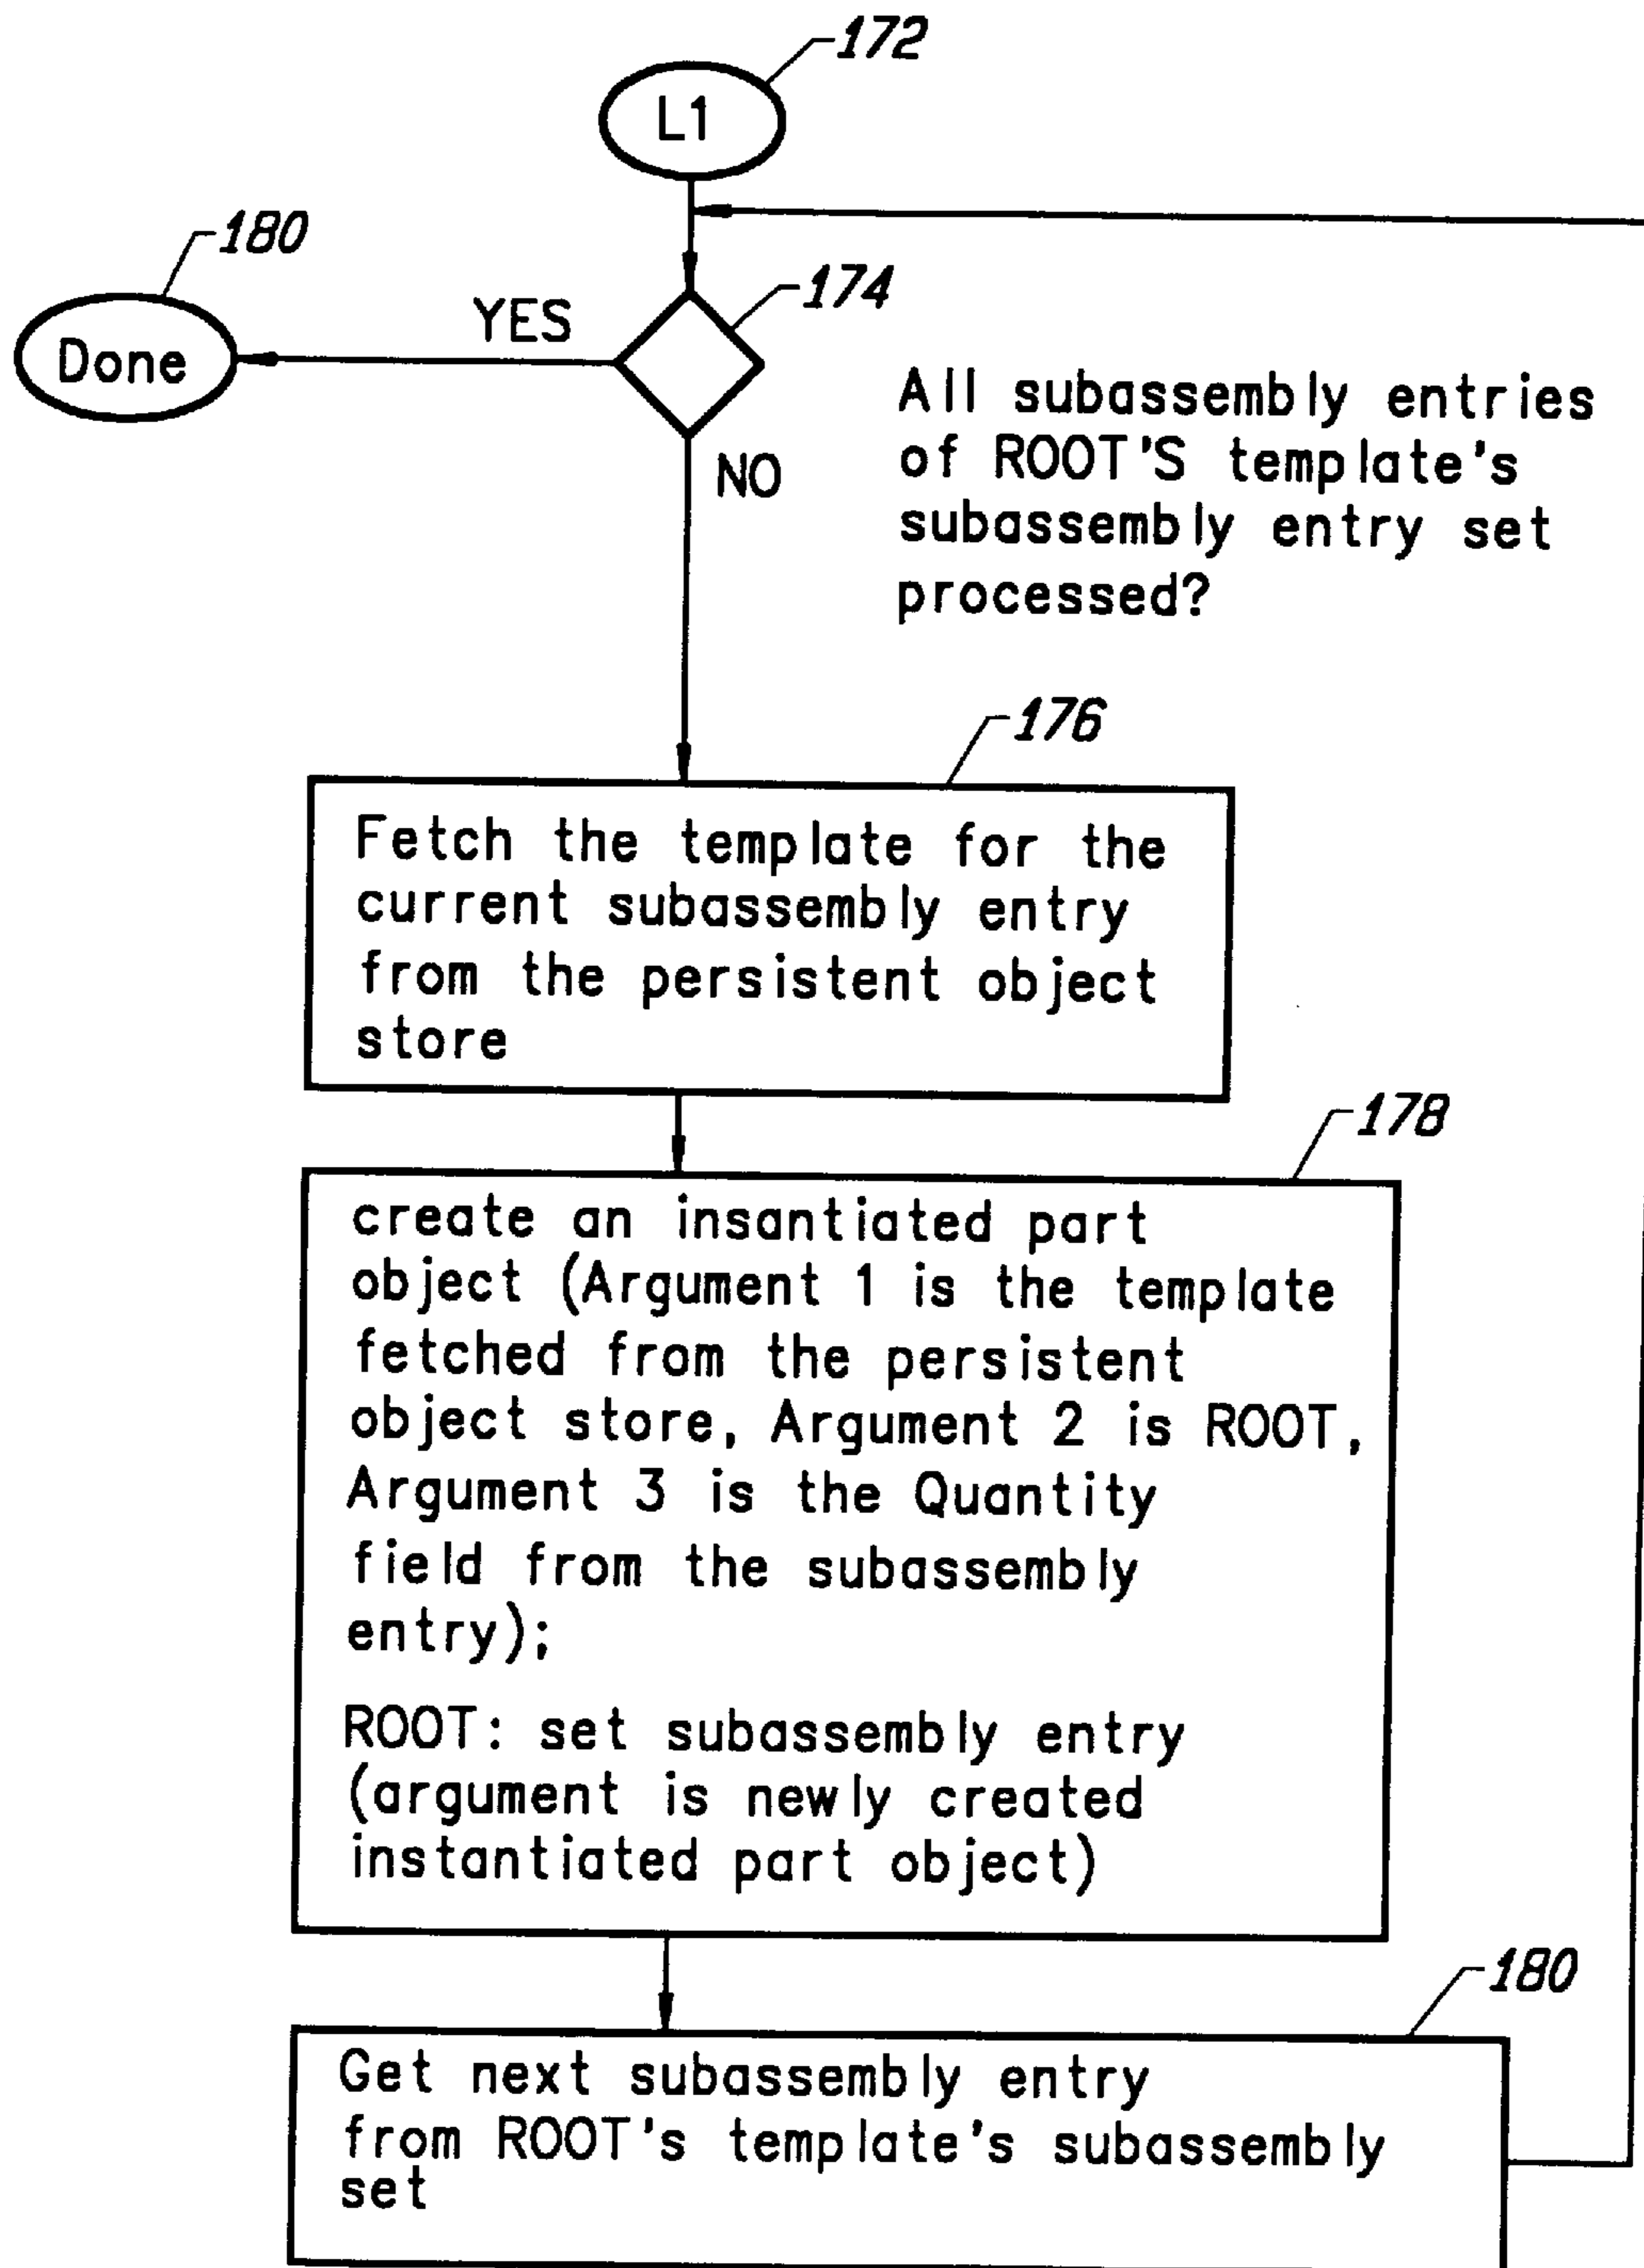 172
L1
180
Done
YES
174
NO
All subassembly entries
of ROOT'S template's
subassembly entry set
processed?
176
Fetch the template for the
current subassembly entry
from the persistent object
store
178
create an insantiated part
object (Argument 1 is the template
fetched from the persistent
object store, Argument 2 is ROOT,
Argument 3 is the Quantity
field from the subassembly
entry);
ROOT: set subassembly entry
(argument is newly created
instantiated part object)
180
Get next subassembly entry
from ROOT's template's subassembly
set